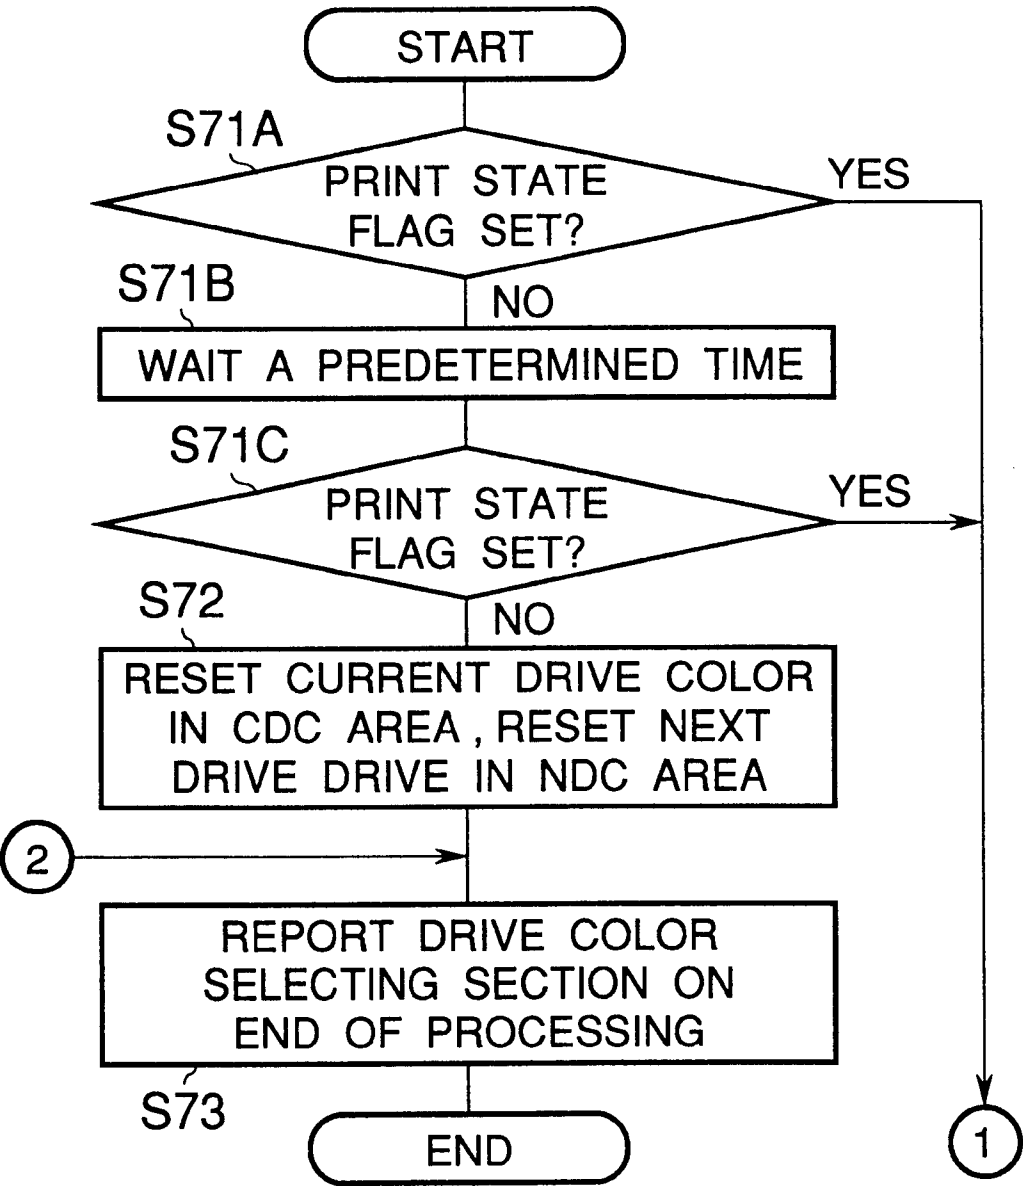 START
S71A
PRINT STATE
FLAG SET?
YES
NO
S71B
WAIT A PREDETERMINED TIME
S71C
PRINT STATE
FLAG SET?
YES
NO
S72
RESET CURRENT DRIVE COLOR
IN CDC AREA, RESET NEXT
DRIVE DRIVE IN NDC AREA
2
REPORT DRIVE COLOR
SELECTING SECTION ON
END OF PROCESSING
S73
END
1